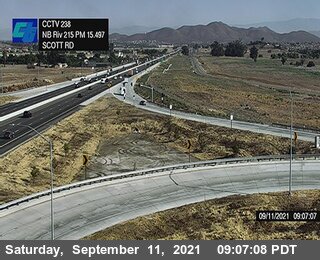 CCTV 238
NB Riv 215 PM 15.497
SCOTT RD
09/11/2021 09:07:07
Saturday, September 11, 2021 09:07:08 PDT